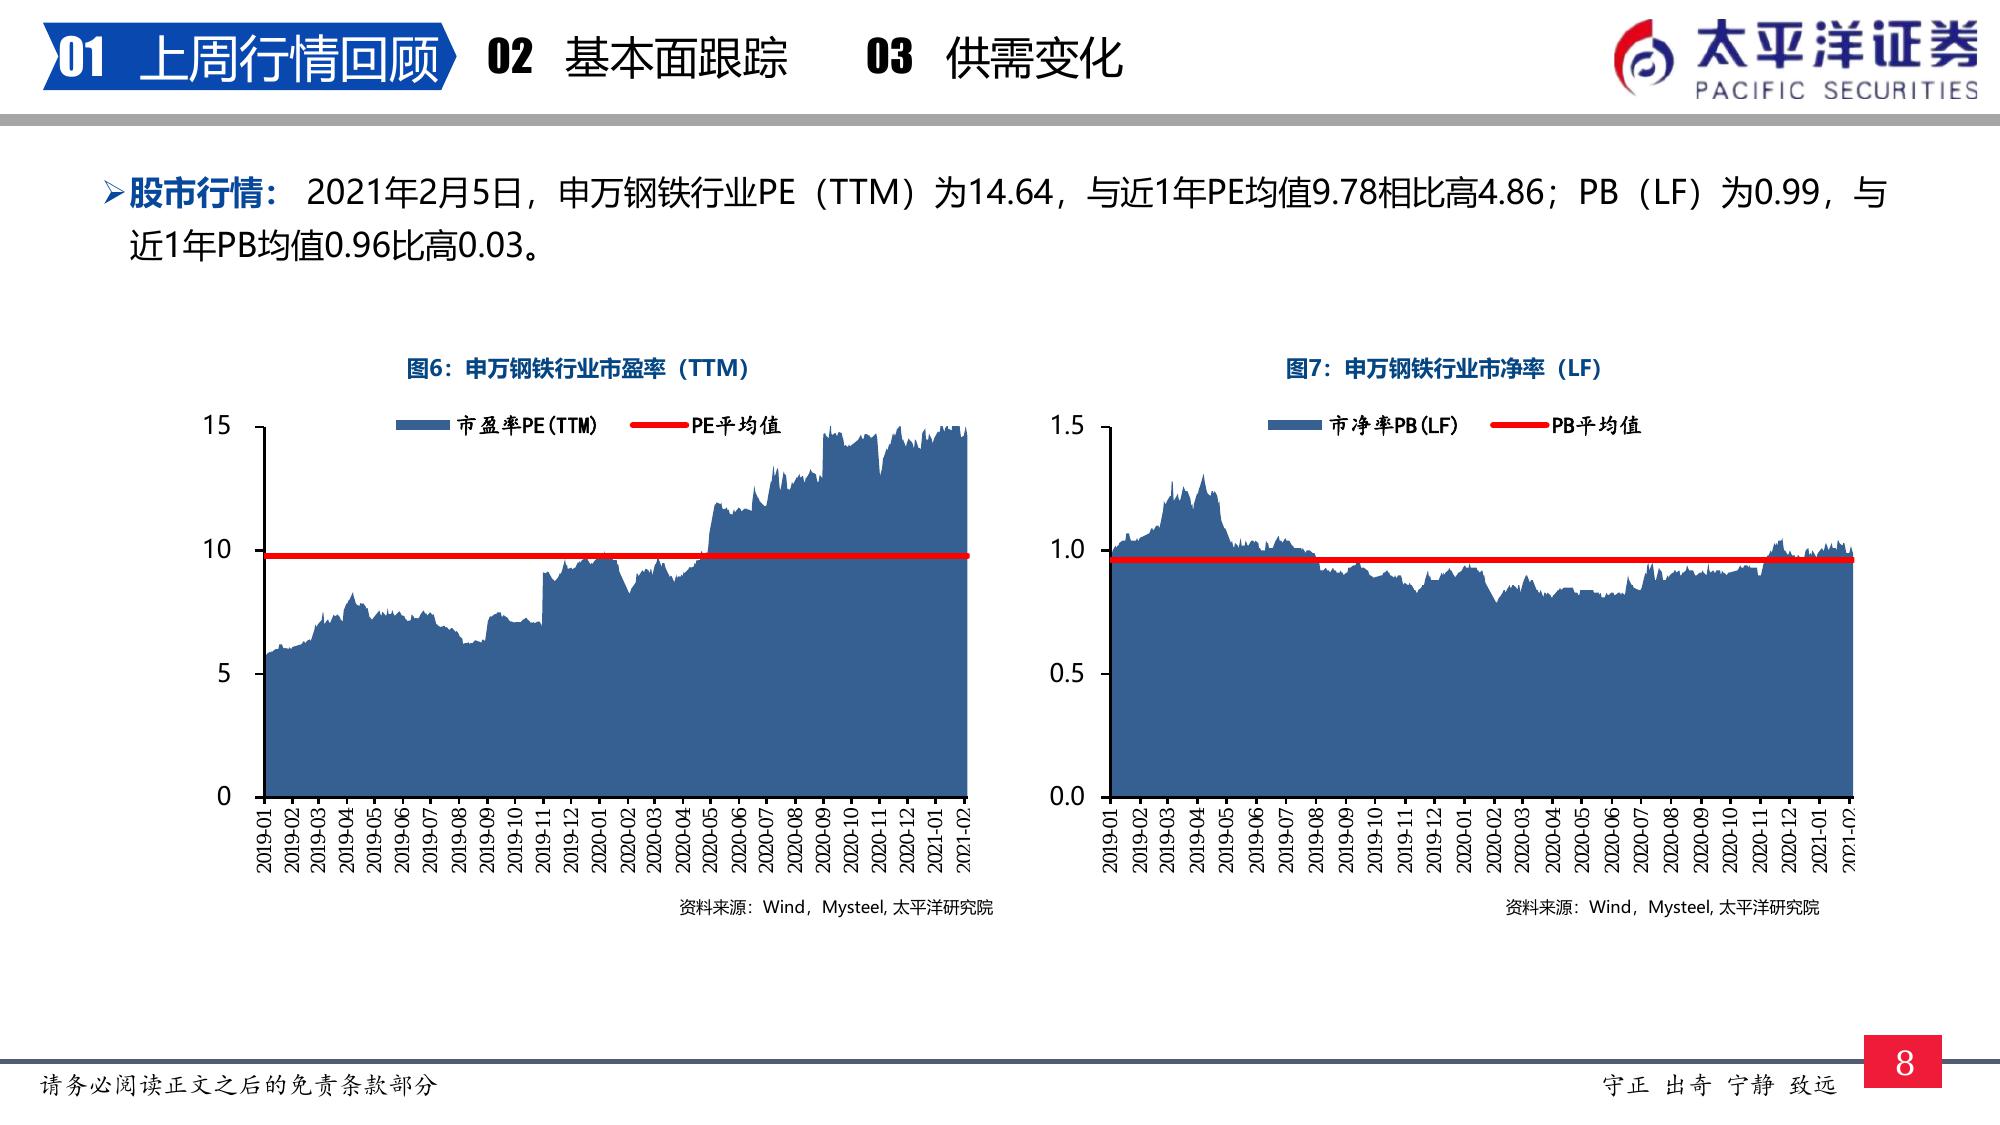 01 上周行情回顾 02 基本面跟踪 03 供需变化
太平洋证券
PACIFIC SECURITIES
股市行情： 2021年2月5日，申万钢铁行业PE（TTM）为14.64，与近1年PE均值9.78相比高4.86；PB（LF）为0.99，与
近1年PB均值0.96比高0.03。
图6：申万钢铁行业市盈率（TTM）
市盈率PE(TTM) PE平均值
15
10
5
0
2019-01 2019-02 2019-03 2019-04 2019-05 2019-06 2019-07 2019-08 2019-09 2019-10 2019-11 2019-12 2020-01 2020-02 2020-03 2020-04 2020-05 2020-06 2020-07 2020-08 2020-09 2020-10 2020-11 2020-12 2021-01 2021-02
资料来源：Wind，Mysteel, 太平洋研究院
图7：申万钢铁行业市净率（LF）
市净率PB(LF) PB平均值
1.5
1.0
0.5
0.0
2019-01 2019-02 2019-03 2019-04 2019-05 2019-06 2019-07 2019-08 2019-09 2019-10 2019-11 2019-12 2020-01 2020-02 2020-03 2020-04 2020-05 2020-06 2020-07 2020-08 2020-09 2020-10 2020-11 2020-12 2021-01 2021-02
资料来源：Wind，Mysteel, 太平洋研究院
请务必阅读正文之后的免责条款部分
守正 出奇 宁静 致远
8